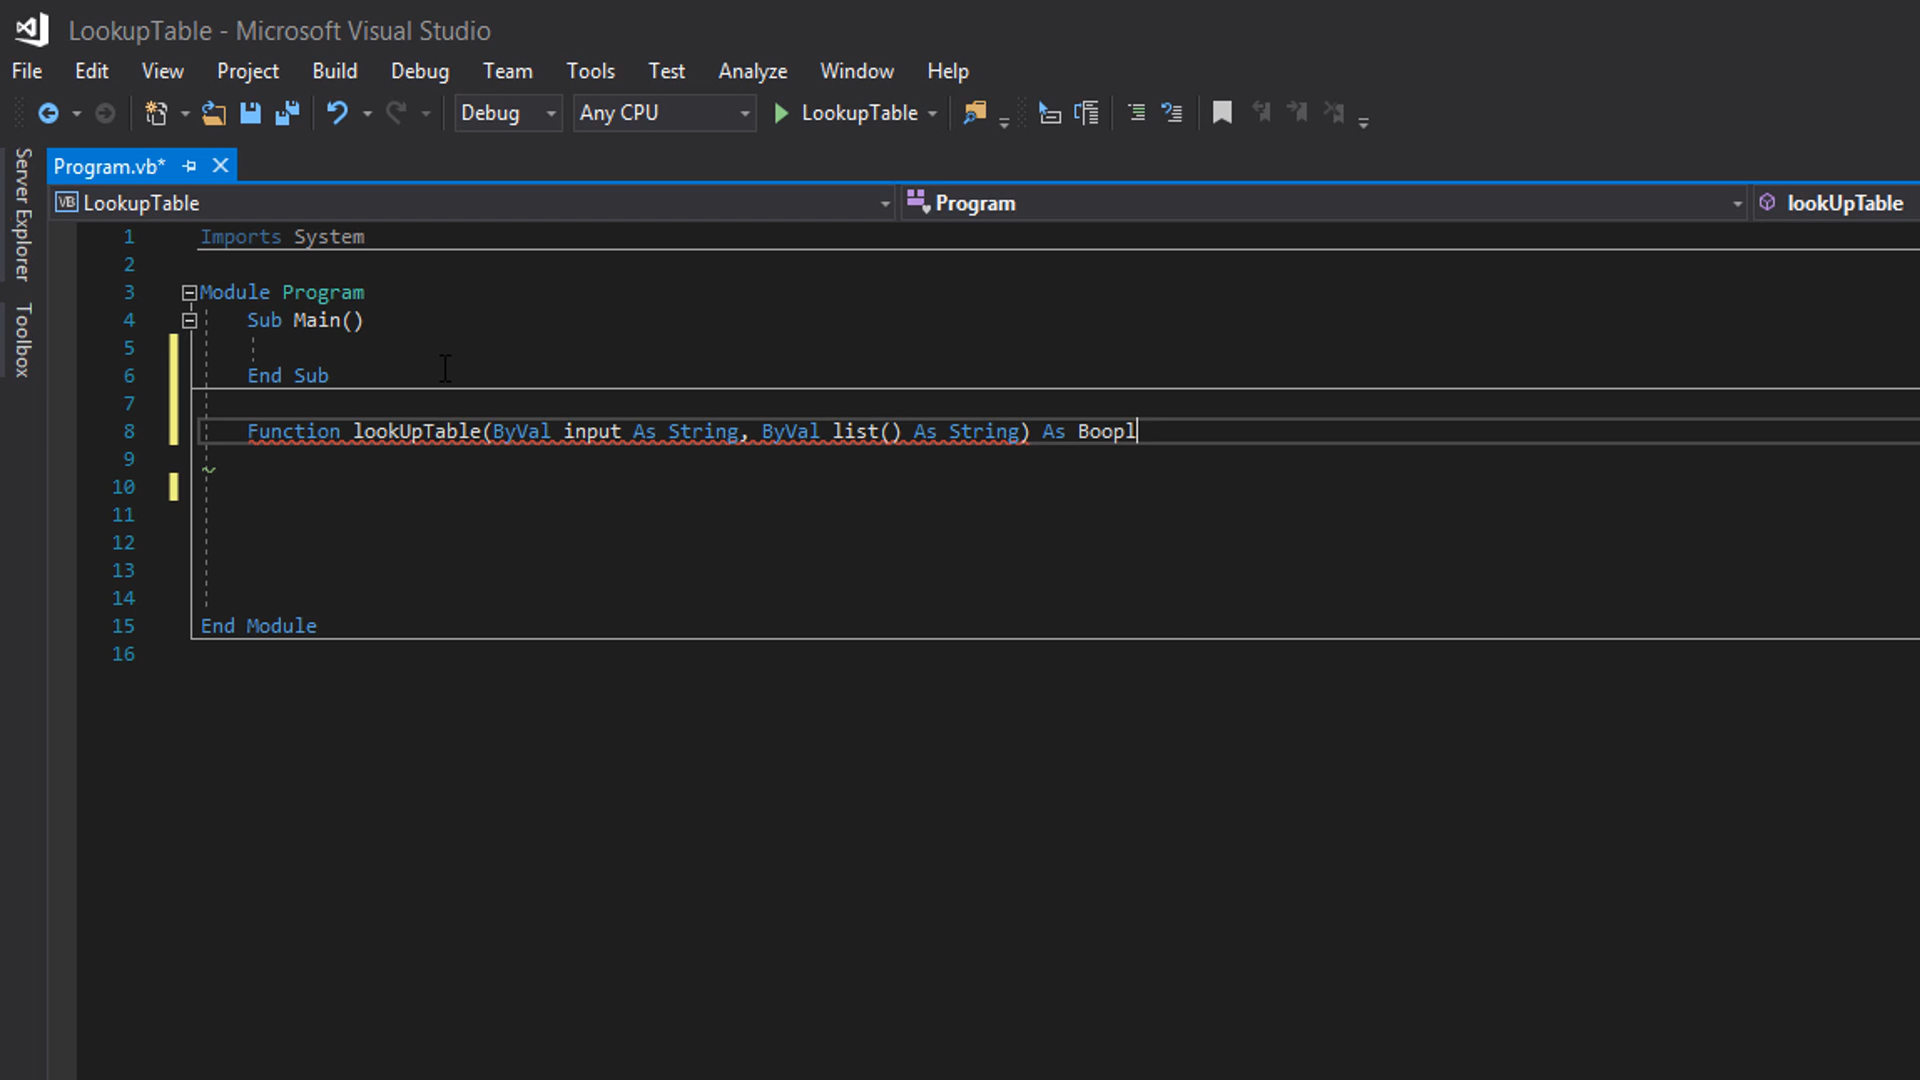 LookupTable - Microsoft Visual Studio
File Edit View Project Build Debug Team Tools Test Analyze Window Help
Debug Any CPU LookupTable
Server Explorer
Toolbox
Program.vb*
VB LookupTable Program lookUpTable
1 Imports System
2
3 Module Program
4 Sub Main()
5
6 End Sub
7
8 Function lookUpTable(ByVal input As String, ByVal list() As String) As Boopl
9
10
11
12
13
14
15 End Module
16